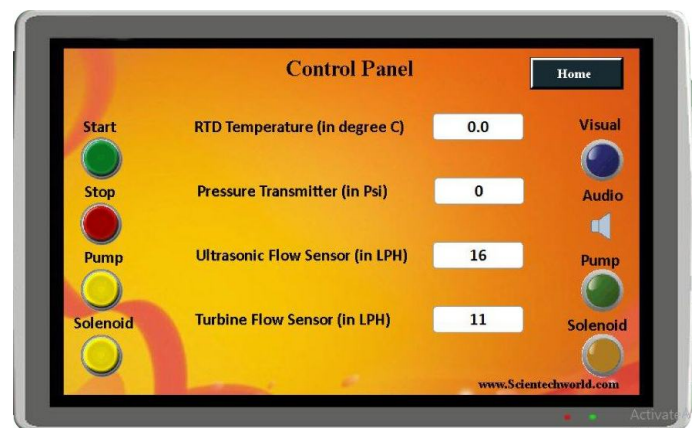 Control Panel
Home
Start
RTD Temperature (in degree C)
0.0
Visual
Stop
Pressure Transmitter (in Psi)
0
Audio
Pump
Ultrasonic Flow Sensor (in LPH)
16
Pump
Solenoid
Turbine Flow Sensor (in LPH)
11
Solenoid
www.Scientechworld.com
Activate